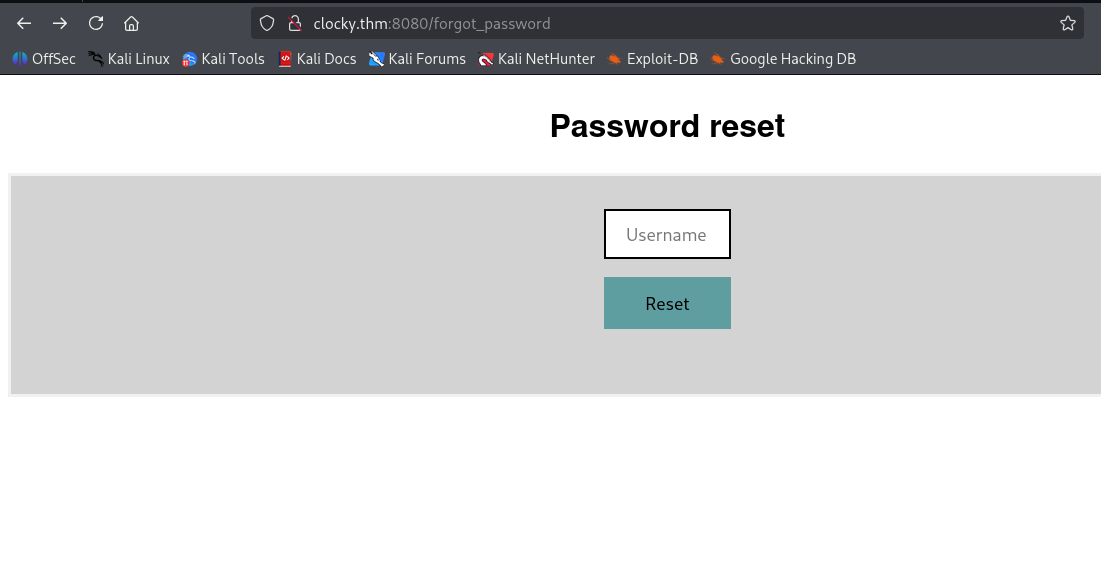 clocky.thm:8080/forgot_password
OffSec Kali Linux Kali Tools Kali Docs Kali Forums Kali NetHunter Exploit-DB Google Hacking DB
Password reset
Username
Reset